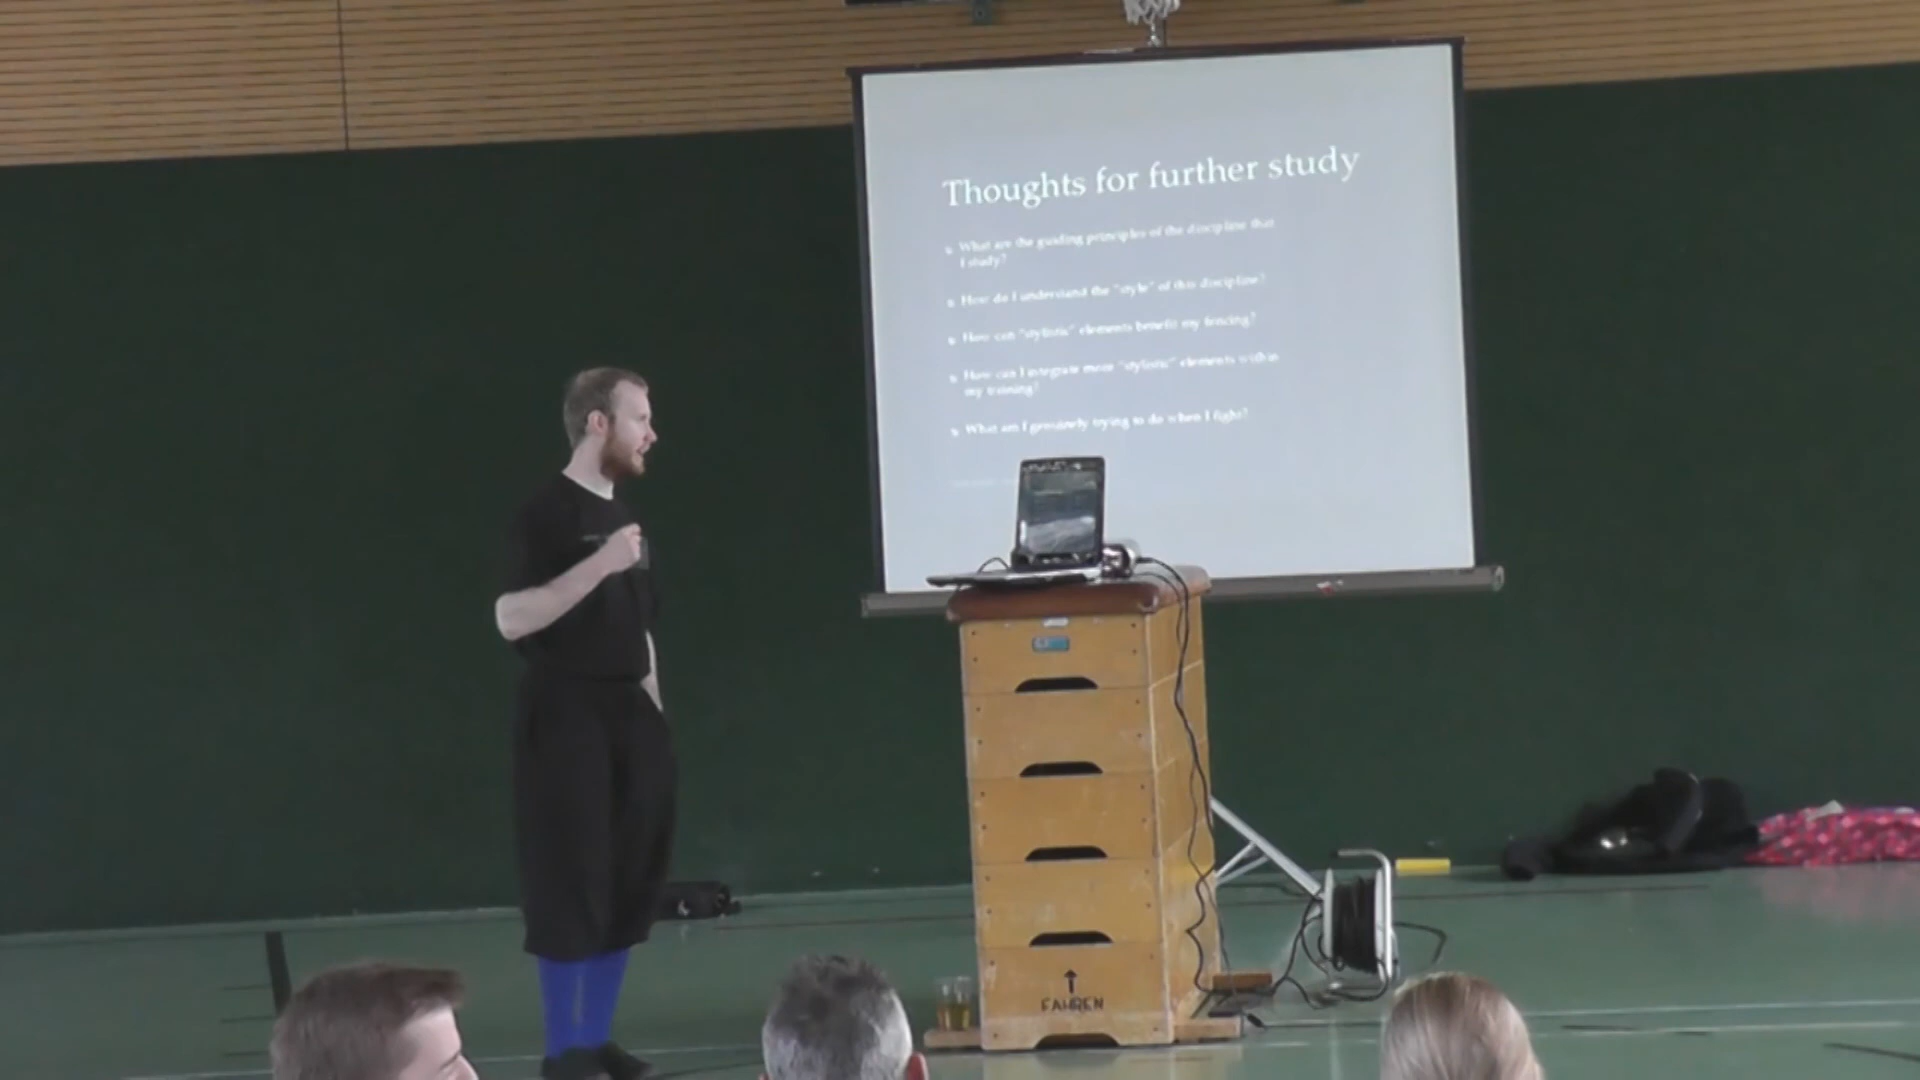 Thoughts for further study
What are the guiding principles of the discipline that
I study?
How do I understand the "style" of this discipline?
How can "stylistic" elements benefit my fencing?
How can I integrate more "stylistic" elements within
my training?
What am I genuinely trying to do when I fight?
FAHREN